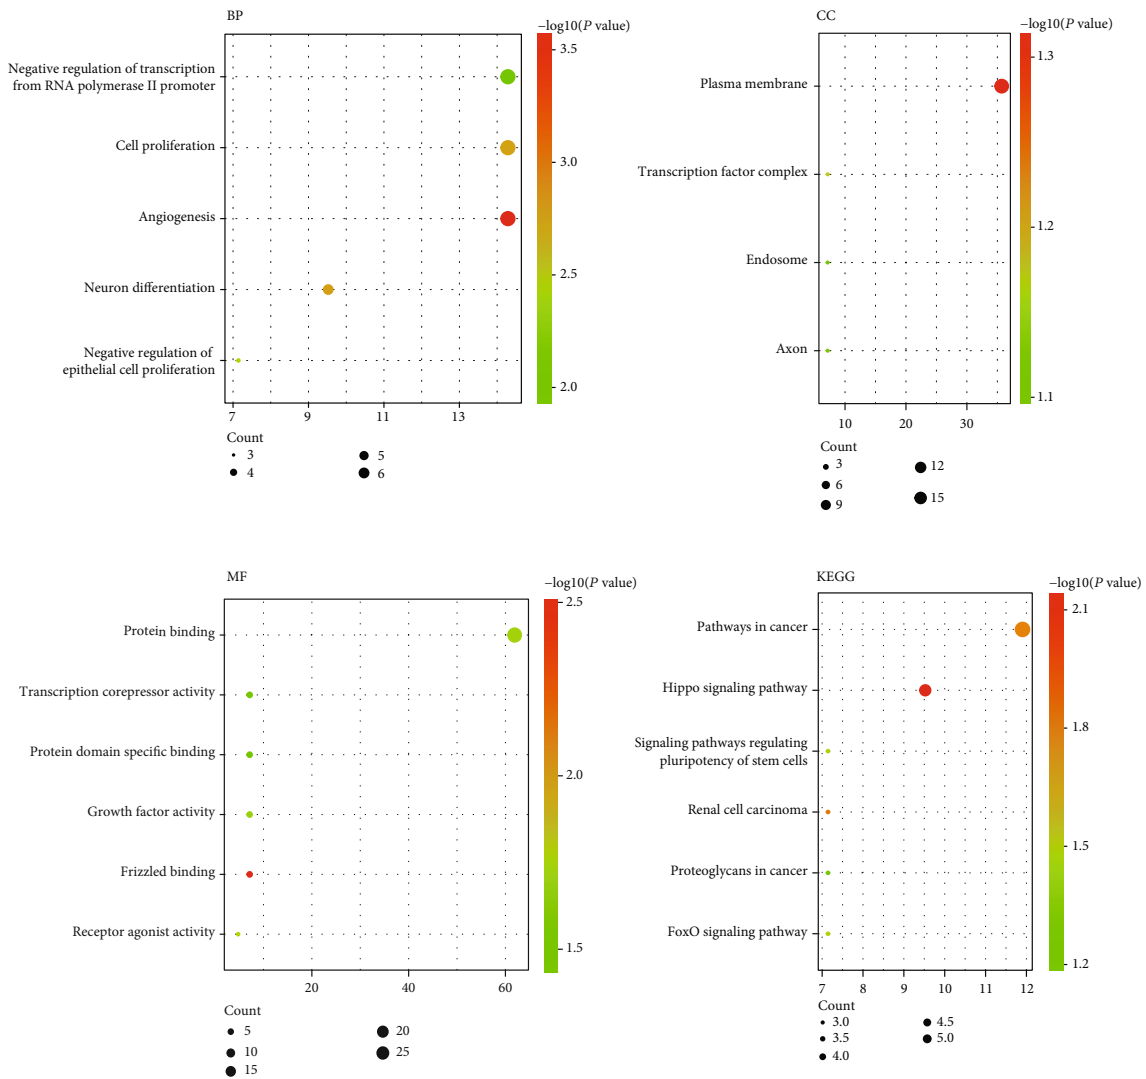 BP
−log10(P value)
Negative regulation of transcription
from RNA polymerase II promoter
Cell proliferation
Angiogenesis
Neuron differentiation
Negative regulation of
epithelial cell proliferation
3.5
3.0
2.5
2.0
7 9 11 13
Count
3 5
4 6
CC
−log10(P value)
Plasma membrane
Transcription factor complex
Endosome
Axon
1.3
1.2
1.1
10 20 30
Count
3 12
6 15
9
MF
−log10(P value)
Protein binding
Transcription corepressor activity
Protein domain specific binding
Growth factor activity
Frizzled binding
Receptor agonist activity
2.5
2.0
1.5
20 40 60
Count
5 20
10 25
15
KEGG
−log10(P value)
Pathways in cancer
Hippo signaling pathway
Signaling pathways regulating
pluripotency of stem cells
Renal cell carcinoma
Proteoglycans in cancer
FoxO signaling pathway
2.1
1.8
1.5
1.2
7 8 9 10 11 12
Count
3.0 4.5
3.5 5.0
4.0